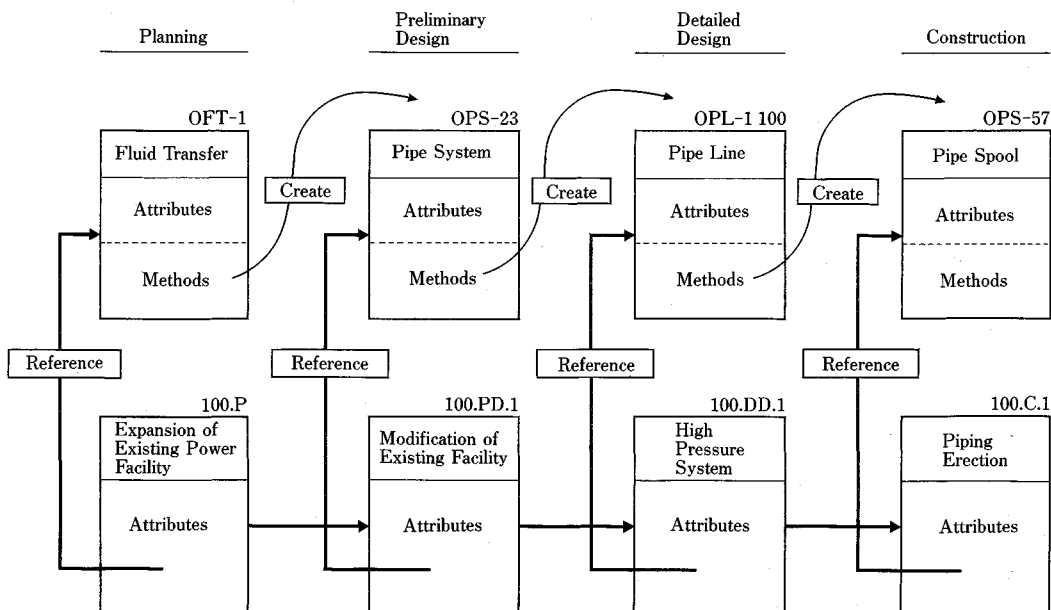 Planning
Preliminary
Design
Detailed
Design
Construction
OFT-1
OPS-23
OPL-1 100
OPS-57
Fluid Transfer
Pipe System
Pipe Line
Pipe Spool
Create
Create
Create
Attributes
Attributes
Attributes
Attributes
Methods
Methods
Methods
Methods
Reference
Reference
Reference
Reference
100.P
100.PD.1
100.DD.1
100.C.1
Expansion of
Existing Power
Facility
Modification of
Existing Facility
High
Pressure
System
Piping
Erection
Attributes
Attributes
Attributes
Attributes